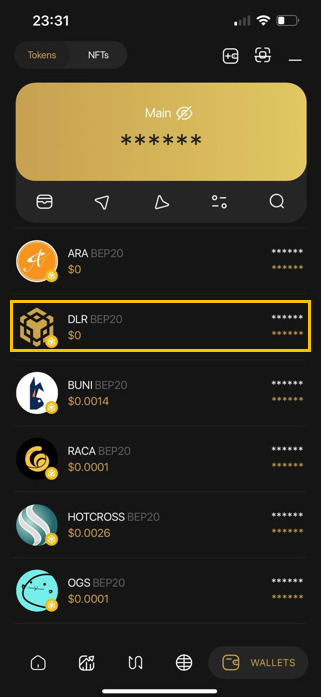 23:31
Tokens NFTs
Main
******
ARA BEP20 ******
$0 ******
DLR BEP20 ******
$0 ******
BUNI BEP20 ******
$0.0014 ******
RACA BEP20 ******
$0.0001 ******
HOTCROSS BEP20 ******
$0.0026 ******
OGS BEP20 ******
$0.0001 ******
WALLETS